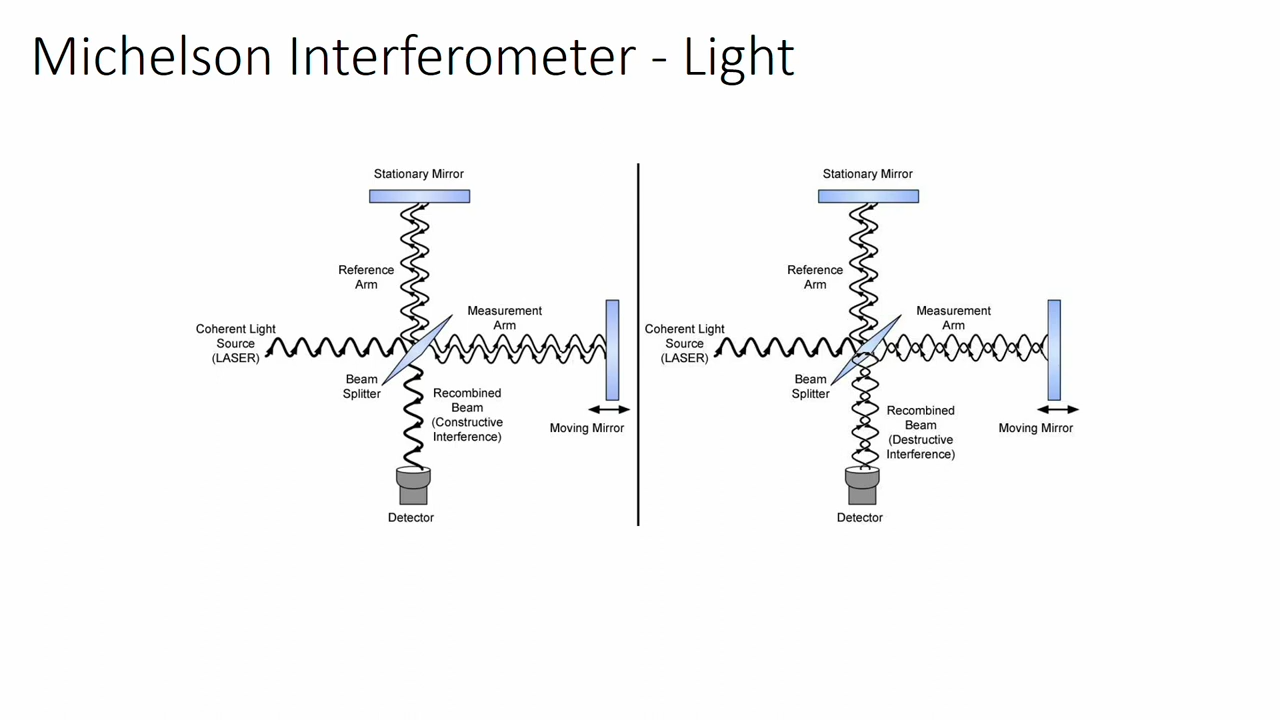 Michelson Interferometer - Light
Stationary Mirror
Reference
Arm
Measurement
Arm
Coherent Light
Source
(LASER)
Beam
Splitter
Recombined
Beam
(Constructive
Interference)
Moving Mirror
Detector
Stationary Mirror
Reference
Arm
Measurement
Arm
Coherent Light
Source
(LASER)
Beam
Splitter
Recombined
Beam
(Destructive
Interference)
Moving Mirror
Detector